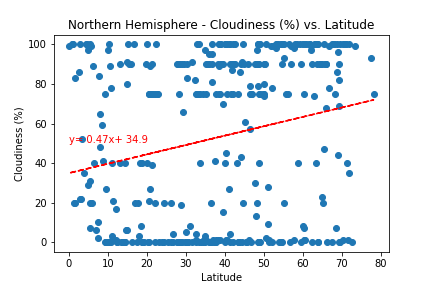 Northern Hemisphere - Cloudiness (%) vs. Latitude
100
80
60
40
20
0
Cloudiness (%)
y = 0.47x+ 34.9
0 10 20 30 40 50 60 70 80
Latitude